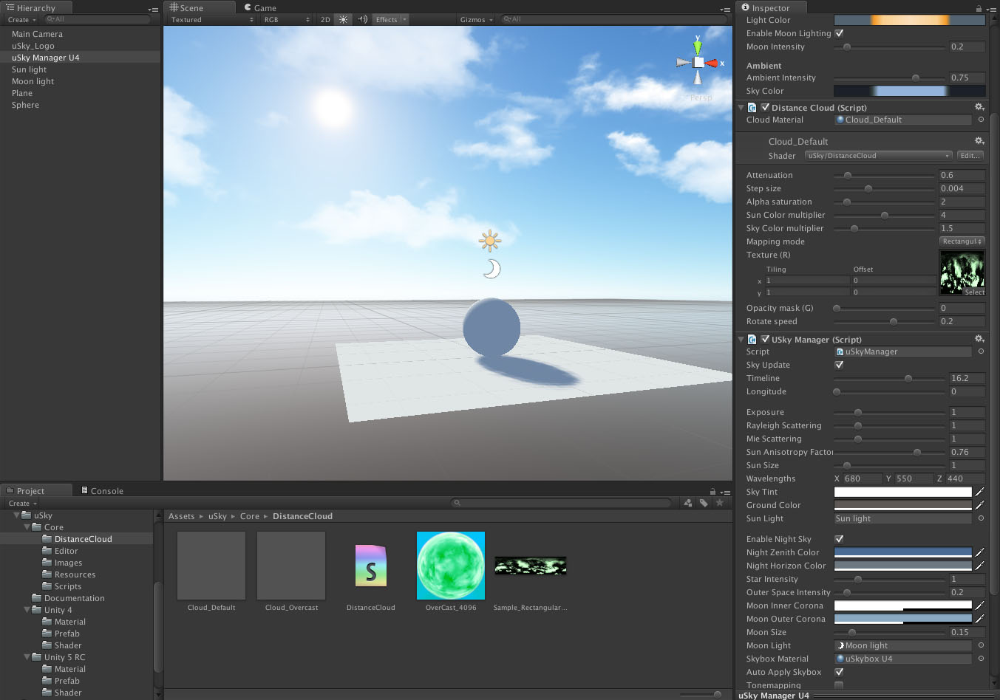 Hierarchy
Create
All
Main Camera
uSky_Logo
uSky Manager U4
Sun light
Moon light
Plane
Sphere
Scene
Game
Textured
RGB
2D
Effects
Gizmos
All
y
x
Persp
Inspector
Light Color
Enable Moon Lighting
Moon Intensity 0.2
Ambient
Ambient Intensity 0.75
Sky Color
Distance Cloud (Script)
Cloud Material Cloud_Default
Cloud_Default
Shader uSky/DistanceCloud Edit...
Attenuation 0.6
Step size 0.004
Alpha saturation 2
Sun Color multiplier 4
Sky Color multiplier 1.5
Mapping mode Rectangul
Texture (R)
Tiling Offset
x 1 0
y 1 0
Select
Opacity mask (G) 0
Rotate speed 0.2
USky Manager (Script)
Script uSkyManager
Sky Update
Timeline 16.2
Longitude 0
Exposure 1
Rayleigh Scattering 1
Mie Scattering 1
Sun Anisotropy Factor 0.76
Sun Size 1
Wavelengths X 680 Y 550 Z 440
Sky Tint
Ground Color
Sun Light Sun light
Enable Night Sky
Night Zenith Color
Night Horizon Color
Star Intensity 1
Outer Space Intensity 0.2
Moon Inner Corona
Moon Outer Corona
Moon Size 0.15
Moon Light Moon light
Skybox Material uSkybox U4
Auto Apply Skybox
Tonemapping
uSky Manager U4
Project
Console
Create
uSky
Core
DistanceCloud
Editor
Images
Resources
Scripts
Documentation
Unity 4
Material
Prefab
Shader
Unity 5 RC
Material
Prefab
Shader
Assets ▸ uSky ▸ Core ▸ DistanceCloud
S
Cloud_Default
Cloud_Overcast
DistanceCloud
OverCast_4096
Sample_Rectangular...